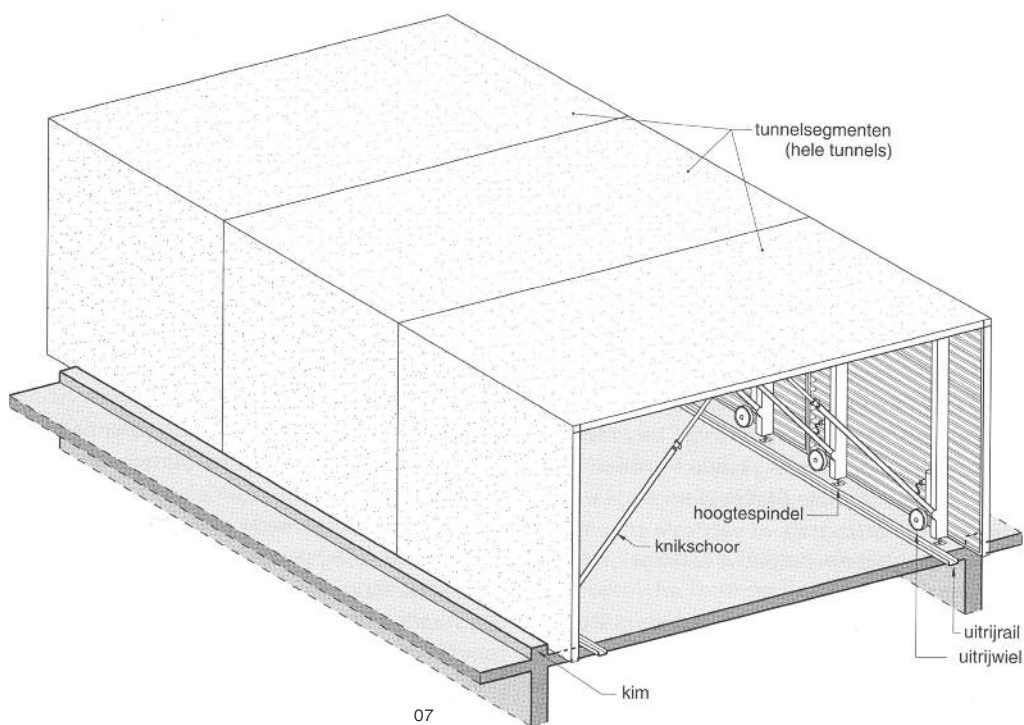 tunnelsegmenten
(hele tunnels)
hoogtespindel
knikschoor
uitrijrail
uitrijwiel
kim
07